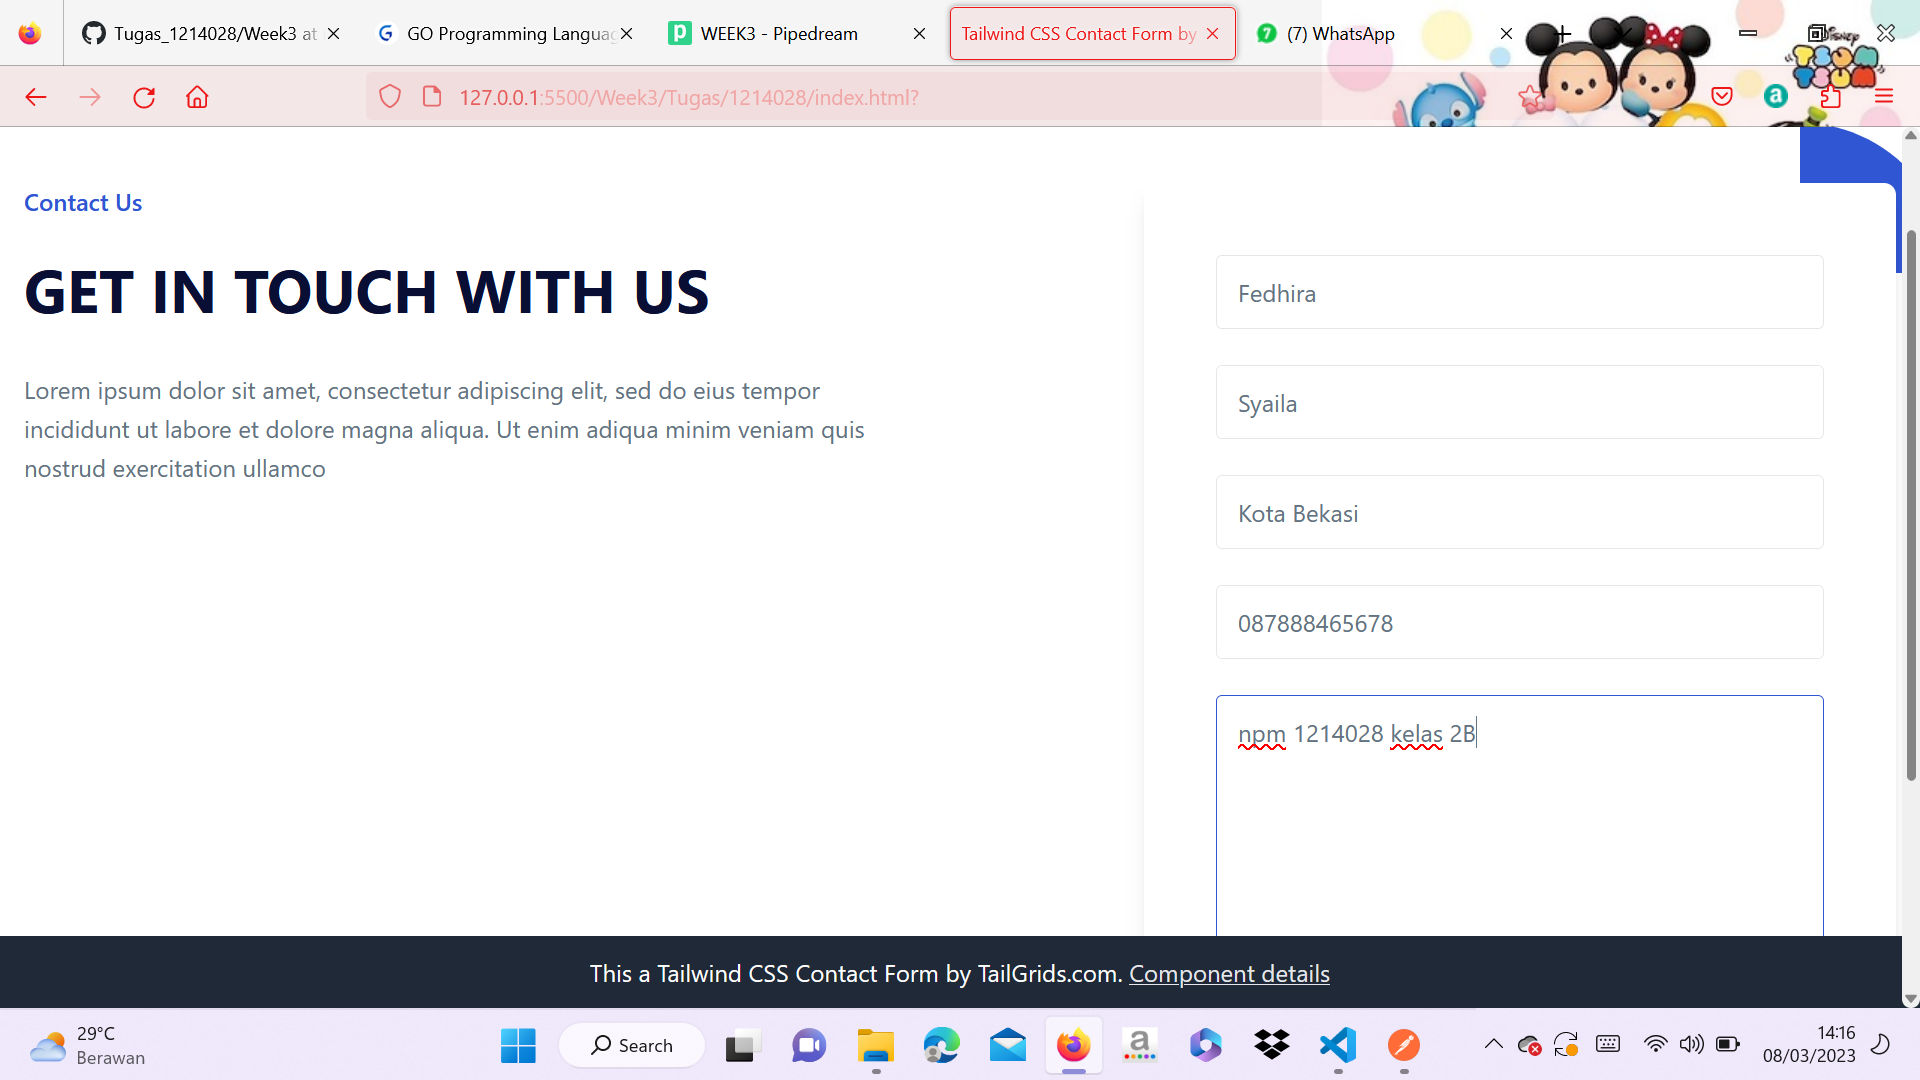 Tugas_1214028/Week3 at
GO Programming Languag
WEEK3 - Pipedream
Tailwind CSS Contact Form by
(7) WhatsApp
127.0.0.1:5500/Week3/Tugas/1214028/index.html?
Disney
TSUM
TSUM
Contact Us
GET IN TOUCH WITH US
Lorem ipsum dolor sit amet, consectetur adipiscing elit, sed do eius tempor
incididunt ut labore et dolore magna aliqua. Ut enim adiqua minim veniam quis
nostrud exercitation ullamco
Fedhira
Syaila
Kota Bekasi
087888465678
npm 1214028 kelas 2B
This a Tailwind CSS Contact Form by TailGrids.com. Component details
29°C
Berawan
Search
14:16
08/03/2023